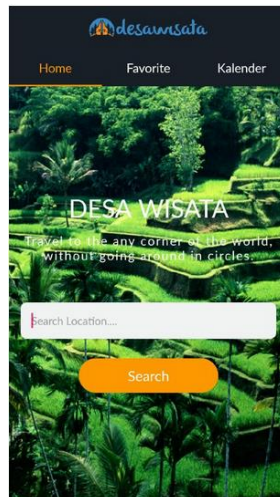 desawisata
Home Favorite Kalender
DESA WISATA
Travel to the any corner of the world,
without going around in circles.
Search Location....
Search